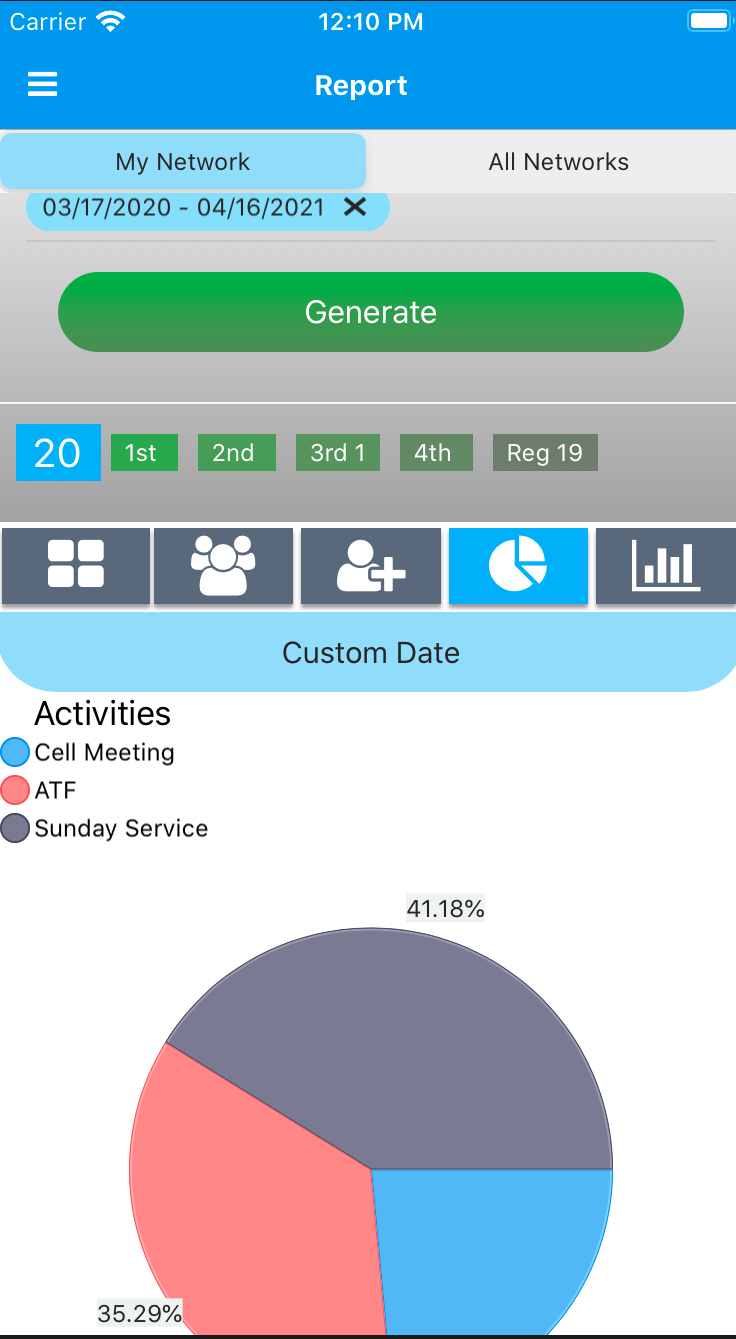 Carrier 12:10 PM
Report
My Network All Networks
03/17/2020 - 04/16/2021
Generate
20 1st 2nd 3rd 1 4th Reg 19
Custom Date
Activities
Cell Meeting
ATF
Sunday Service
41.18%
35.29%